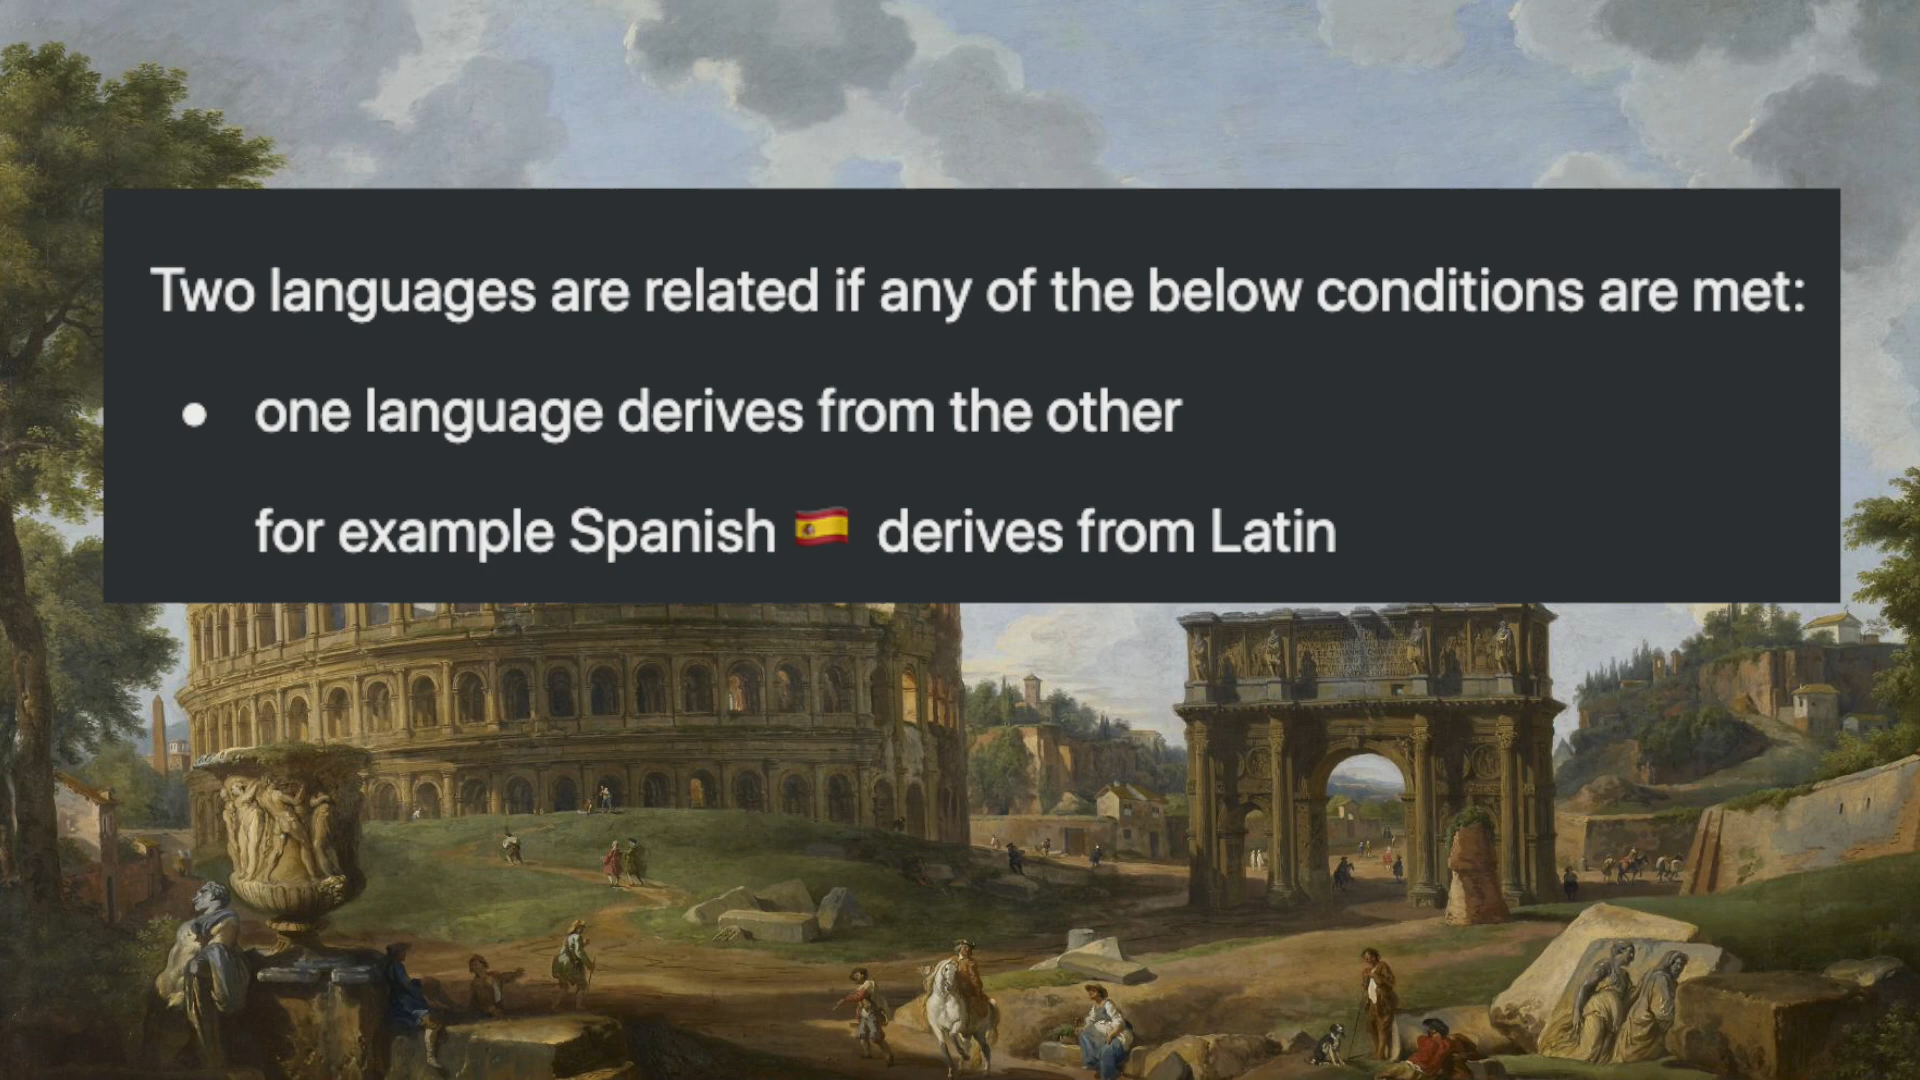 Two languages are related if any of the below conditions are met:
• one language derives from the other
for example Spanish 🇪🇸 derives from Latin